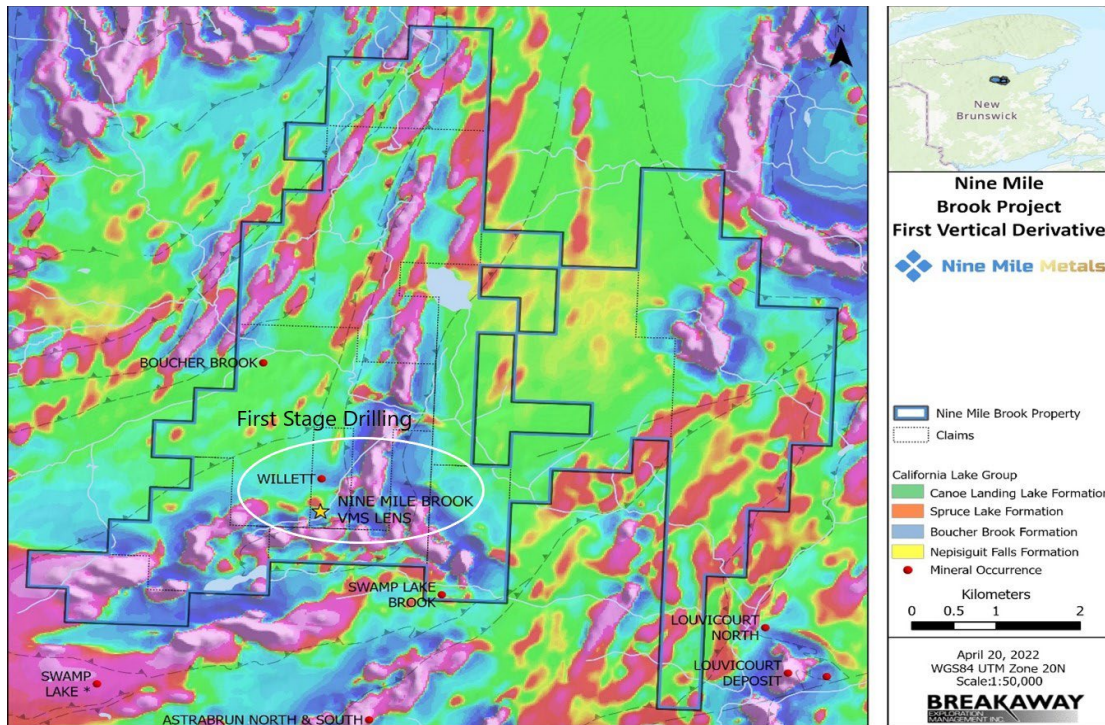 BOUCHER BROOK
First Stage Drilling
WILLETT
NINE MILE BROOK
VMS LENS
SWAMP LAKE
BROOK
LOUVICOURT
NORTH
LOUVICOURT
DEPOSIT
SWAMP
LAKE *
ASTRABRUN NORTH & SOUTH
N
New
Brunswick
Nine Mile
Brook Project
First Vertical Derivative
Nine Mile Metals
Nine Mile Brook Property
Claims
California Lake Group
Canoe Landing Lake Formation
Spruce Lake Formation
Boucher Brook Formation
Nepisiguit Falls Formation
Mineral Occurrence
Kilometers
0 0.5 1 2
April 20, 2022
WGS84 UTM Zone 20N
Scale:1:50,000
BREAKAWAY
EXPLORATION
MANAGEMENT INC.